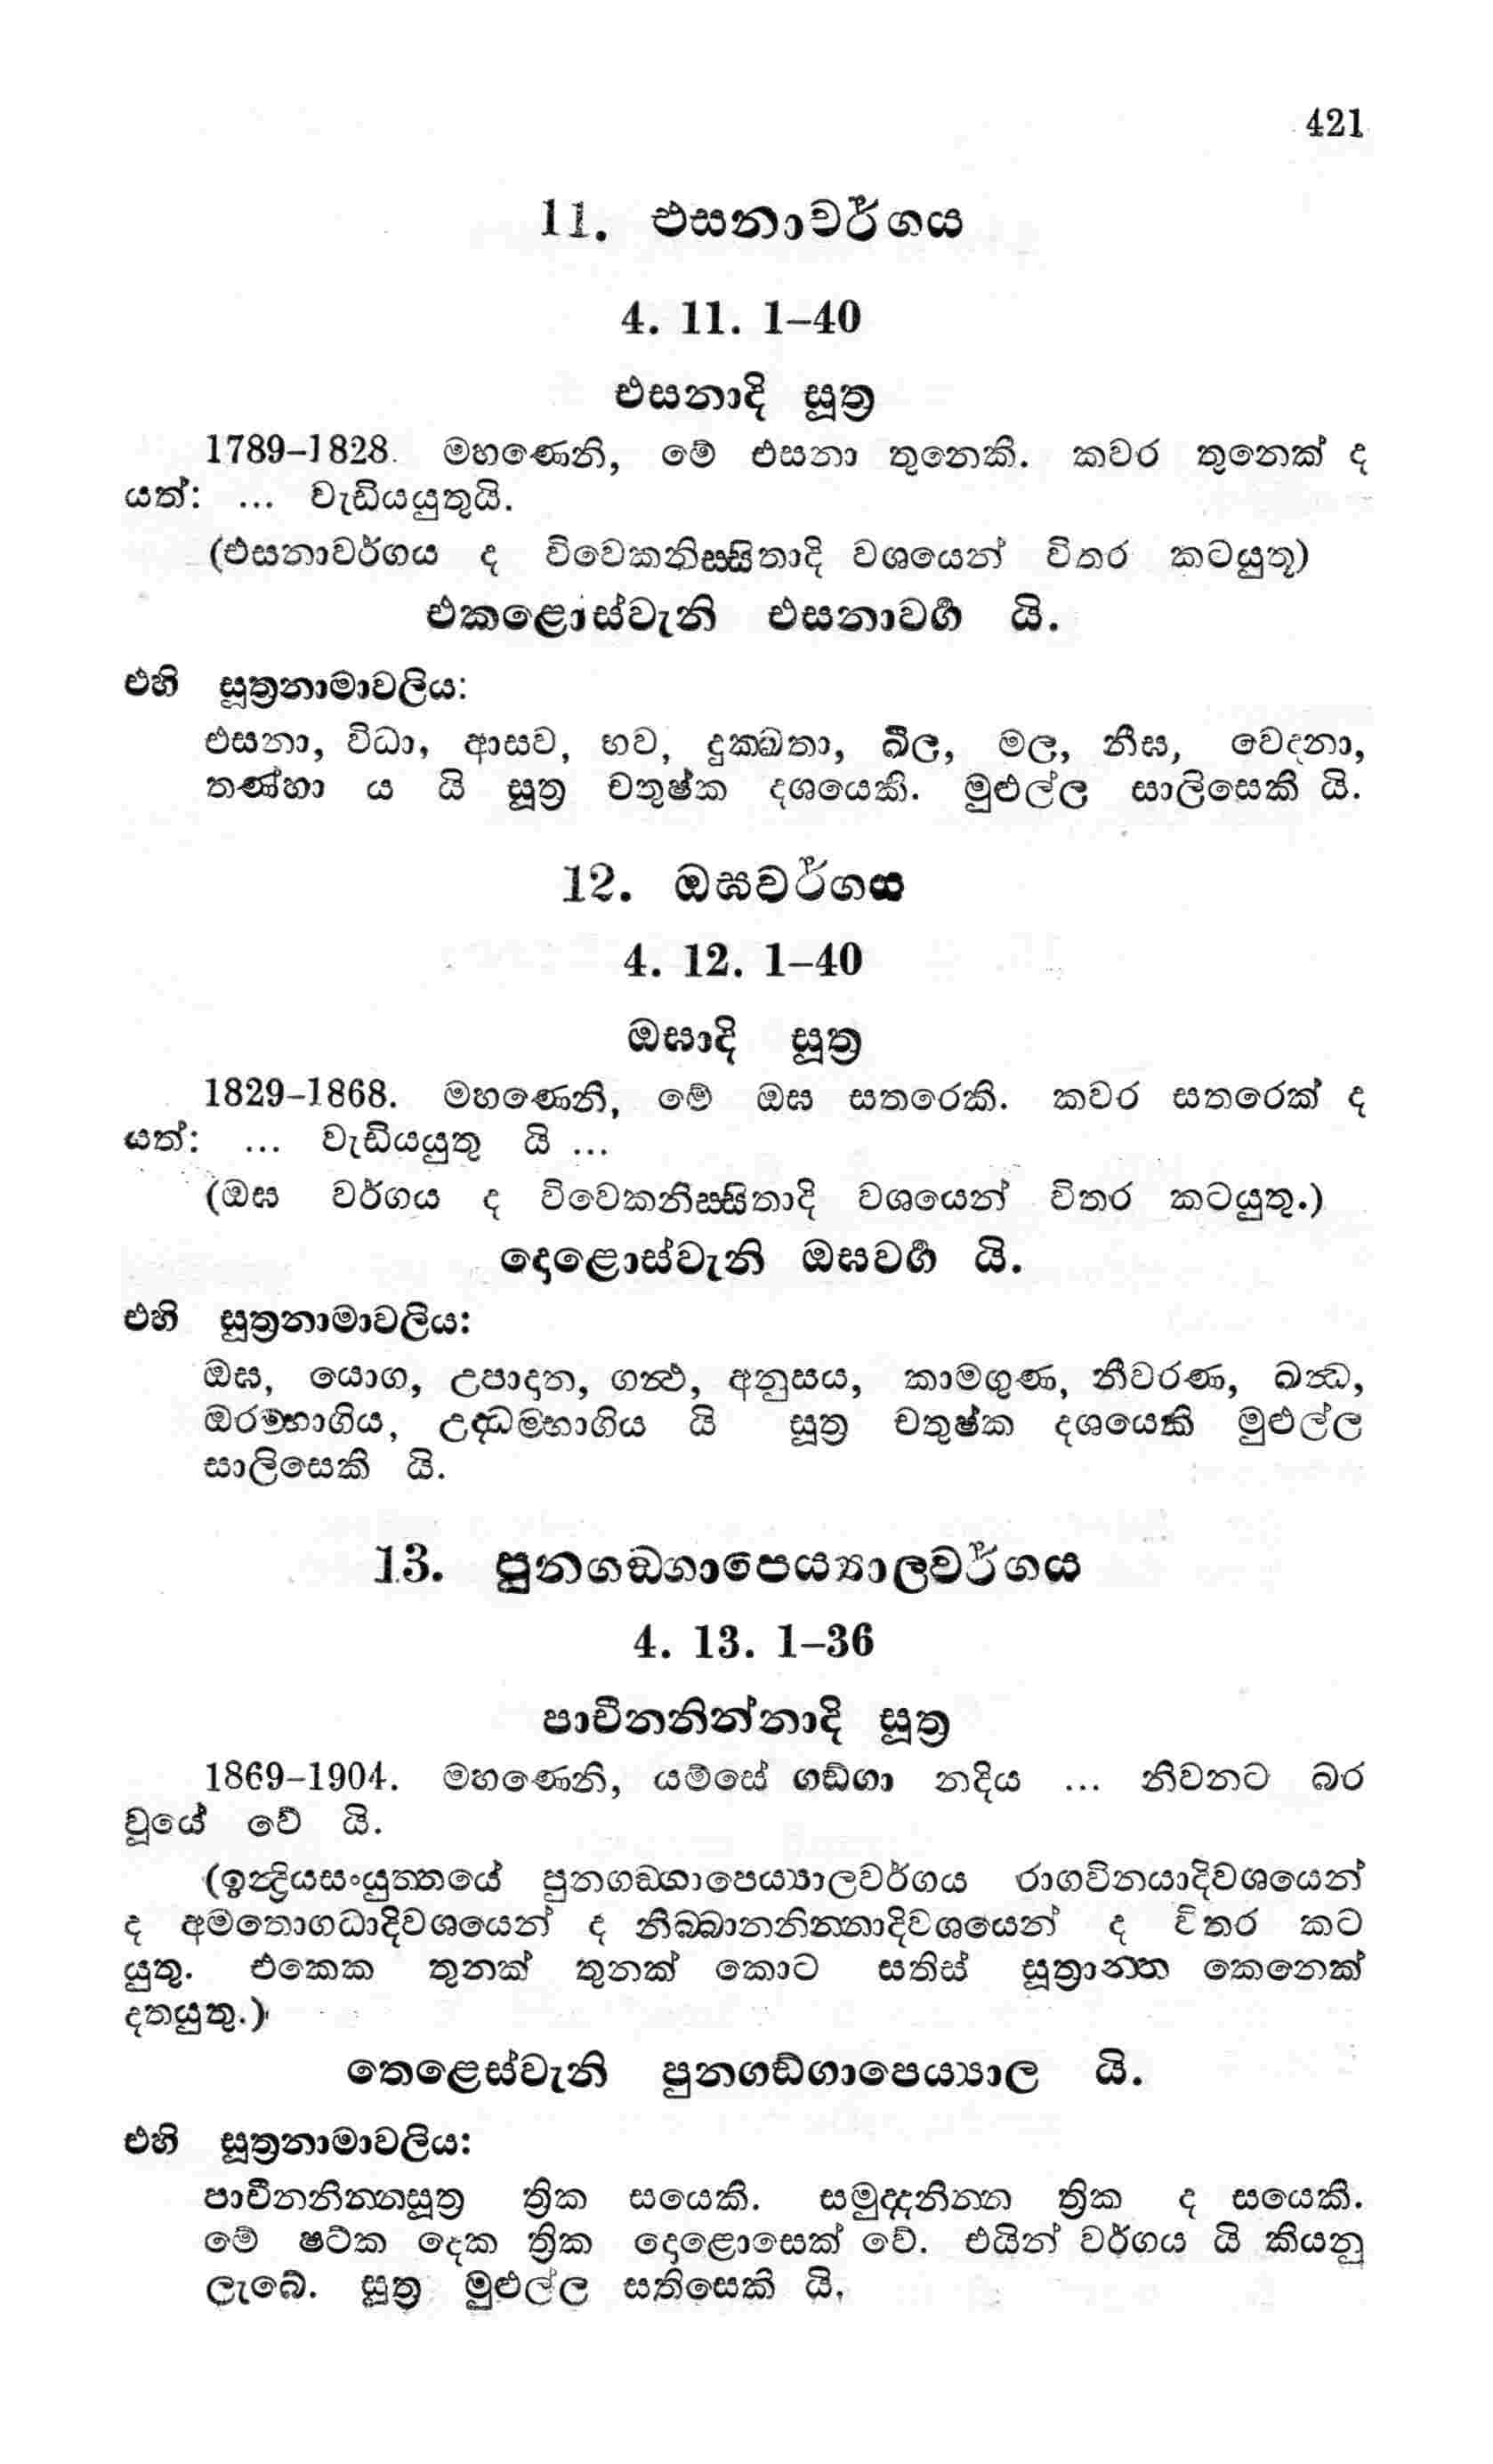 421
11. එසනාවර්ගය
4. 11. 1–40
එසනාදි සූත්‍ර
1789–1828. මහණෙනි, මේ එසනා තුනෙකි. කවර තුනෙක් ද
යත්: ... වැඩියයුතුයි.
(එසනාවර්ගය ද විවෙකනිස්සිතාදි වශයෙන් විතර කටයුතු)
එකළොස්වැනි එසනාවර්‍ග යි.
එහි සූත්‍රනාමාවලිය:
එසනා, විධා, ආසව, භව, දුක්‍ඛතා, ඛීල, මල, නීඝ, වෙදනා,
තණ්හා ය යි සූත්‍ර චතුෂ්ක දශයෙකි. මුළුල්ල සාලිසෙකි යි.
12. ඔඝවර්ගය
4. 12. 1–40
ඔඝාදි සූත්‍ර
1829–1868. මහණෙනි, මේ ඔඝ සතරෙකි. කවර සතරෙක් ද
යත්: ... වැඩියයුතු යි ...
(ඔඝ වර්ගය ද විවෙකනිස්සිතාදි වශයෙන් විතර කටයුතු.)
දොළොස්වැනි ඔඝවර්‍ග යි.
එහි සූත්‍රනාමාවලිය:
ඔඝ, යොග, උපාදාන, ගන්‍ථ, අනුසය, කාමගුණ, නීවරණ, ඛන්‍ධ,
ඔරම්භාගිය, උද්‍ධම්භාගිය යි සූත්‍ර චතුෂ්ක දශයෙකි මුළුල්ල
සාලිසෙකි යි.
13. පුනගඞ්ගාපෙය්‍යාලවර්ගය
4. 13. 1–36
පාචීනනින්නාදි සූත්‍ර
1869–1904. මහණෙනි, යම්සේ ගඞ්ගා නදිය ... නිවනට බර
වූයේ වේ යි.
(ඉන්‍ද්‍රියසංයුත්තයේ පුනගඞ්ගාපෙය්‍යාලවර්ගය රාගවිනයාදිවශයෙන්
ද අමතොගධාදිවශයෙන් ද නිබ්බානනින්නාදිවශයෙන් ද විතර කට
යුතු. එකෙක තුනක් තුනක් කොට සතිස් සූත්‍රාන්ත කෙනෙක්
දතයුතු.)
තෙළෙස්වැනි පුනගඞ්ගාපෙය්‍යාල යි.
එහි සූත්‍රනාමාවලිය:
පාචීනනින්නසූත්‍ර ත්‍රික සයෙකි. සමුද්දනින්න ත්‍රික ද සයෙකි.
මේ ෂට්ක දෙක ත්‍රික දොළොසෙක් වේ. එයින් වර්ගය යි කියනු
ලැබේ. සූත්‍ර මුළුල්ල සතිසෙකි යි.